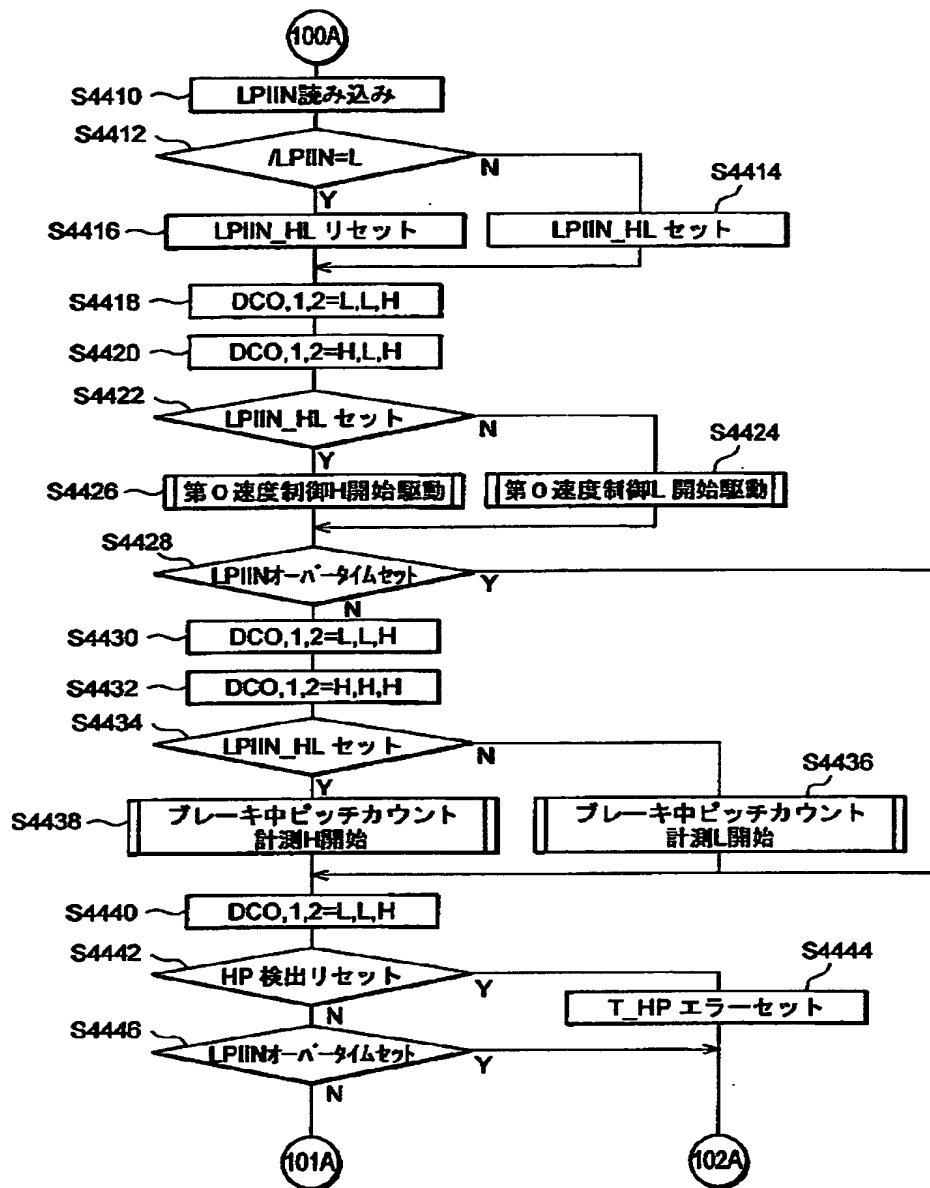 100A
S4410
LPIIN読み込み
S4412
/LPIIN=L
N
Y
S4414
S4416
LPIIN_HL リセット
LPIIN_HL セット
S4418
DC0,1,2=L,L,H
S4420
DC0,1,2=H,L,H
S4422
LPIIN_HL セット
N
Y
S4424
S4426
第0速度制御H開始駆動
第0速度制御L開始駆動
S4428
LPIINオーバータイムセット
Y
N
S4430
DC0,1,2=L,L,H
S4432
DC0,1,2=H,H,H
S4434
LPIIN_HL セット
N
Y
S4436
S4438
ブレーキ中ピッチカウント
計測H開始
ブレーキ中ピッチカウント
計測L開始
S4440
DC0,1,2=L,L,H
S4442
HP 検出リセット
Y
N
S4444
T_HP エラーセット
S4446
LPIINオーバータイムセット
Y
N
101A
102A